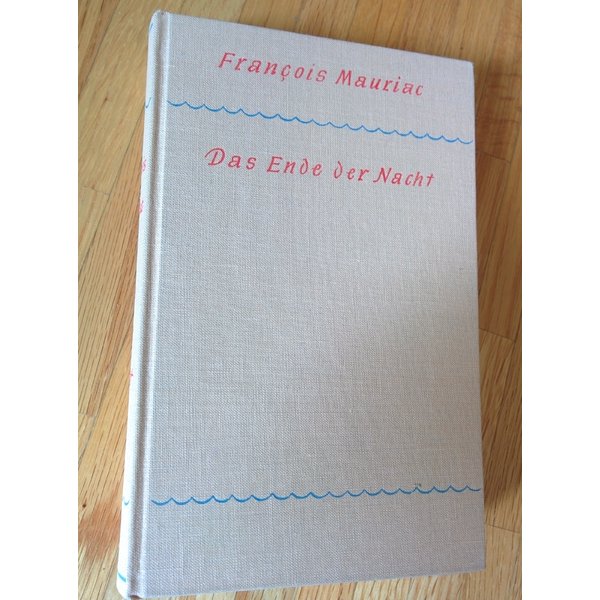 François Mauriac
Das Ende der Nacht